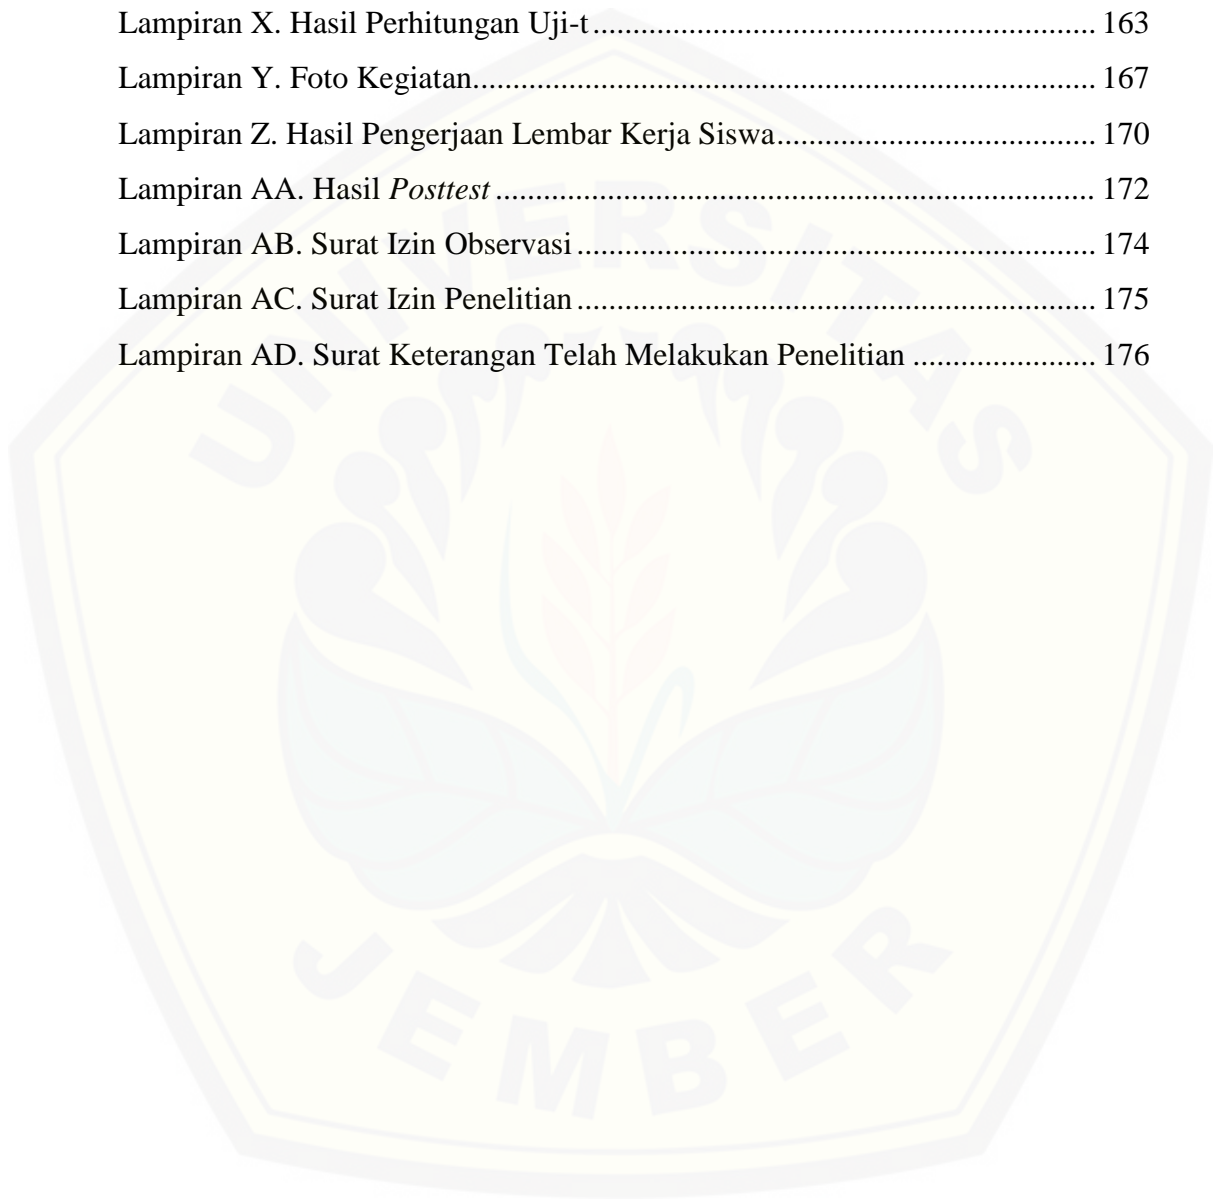 Lampiran X. Hasil Perhitungan Uji-t ................................................................ 163
Lampiran Y. Foto Kegiatan............................................................................... 167
Lampiran Z. Hasil Pengerjaan Lembar Kerja Siswa........................................ 170
Lampiran AA. Hasil Posttest ............................................................................ 172
Lampiran AB. Surat Izin Observasi .................................................................. 174
Lampiran AC. Surat Izin Penelitian .................................................................. 175
Lampiran AD. Surat Keterangan Telah Melakukan Penelitian ....................... 176
UNIVERSITAS
JEMBER